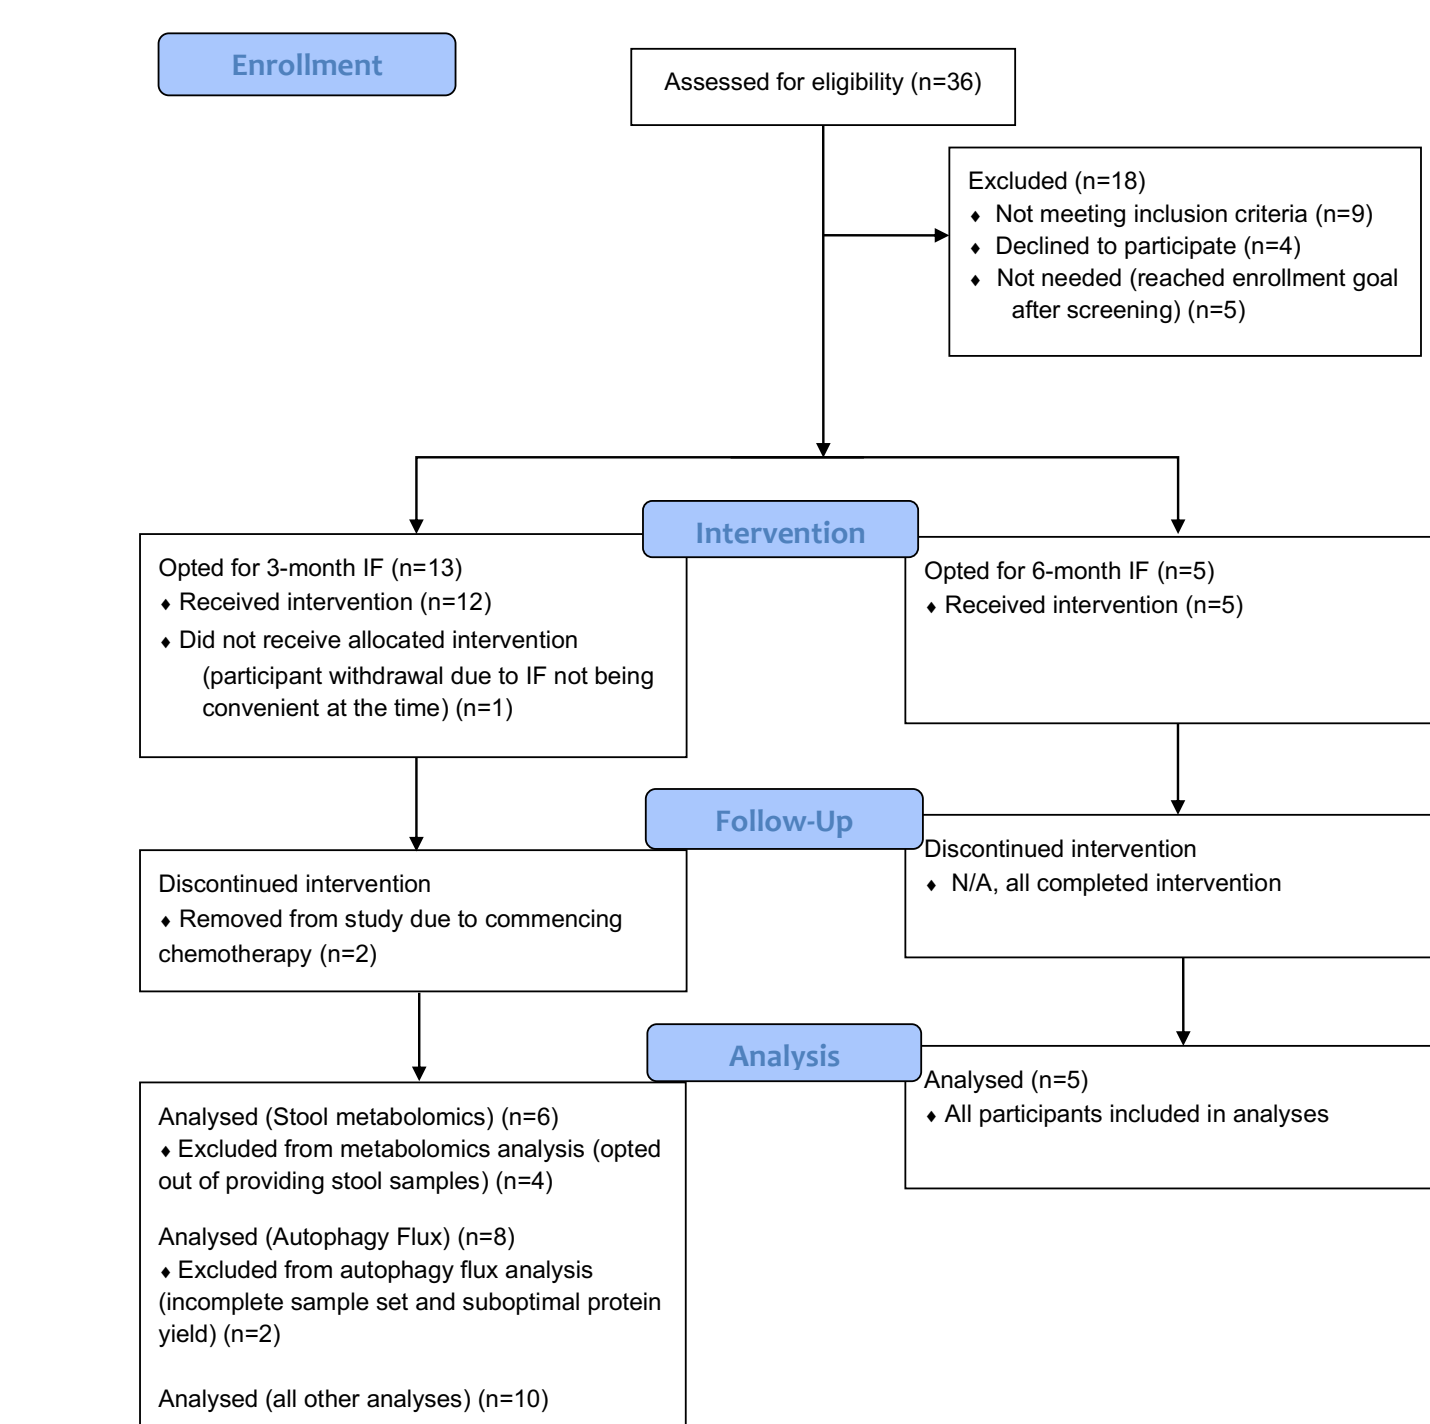 Enrollment
Assessed for eligibility (n=36)
Excluded (n=18)
♦ Not meeting inclusion criteria (n=9)
♦ Declined to participate (n=4)
♦ Not needed (reached enrollment goal
after screening) (n=5)
Intervention
Opted for 3-month IF (n=13)
♦ Received intervention (n=12)
♦ Did not receive allocated intervention
(participant withdrawal due to IF not being
convenient at the time) (n=1)
Opted for 6-month IF (n=5)
♦ Received intervention (n=5)
Follow-Up
Discontinued intervention
♦ Removed from study due to commencing
chemotherapy (n=2)
Discontinued intervention
♦ N/A, all completed intervention
Analysis
Analysed (Stool metabolomics) (n=6)
♦ Excluded from metabolomics analysis (opted
out of providing stool samples) (n=4)
Analysed (Autophagy Flux) (n=8)
♦ Excluded from autophagy flux analysis
(incomplete sample set and suboptimal protein
yield) (n=2)
Analysed (all other analyses) (n=10)
Analysed (n=5)
♦ All participants included in analyses